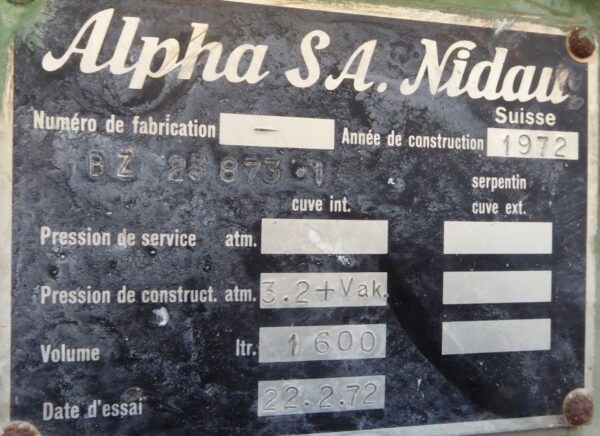 Alpha S.A. Nidau
Suisse
Numéro de fabrication - Année de construction 1972
BZ 23 873.1
serpentin
cuve int. cuve ext.
Pression de service atm.
Pression de construct. atm. 3.2+Vak.
Volume ltr. 1600
Date d'essai 22.2.72